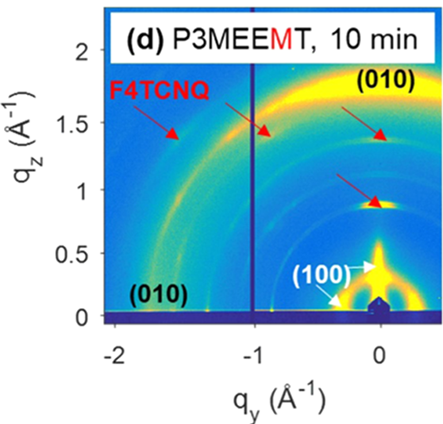 (d) P3MEEMT, 10 min
F4TCNQ
(010)
(100)
(010)
2
1.5
1
0.5
0
q_z (Å⁻¹)
-2
-1
0
q_y (Å⁻¹)